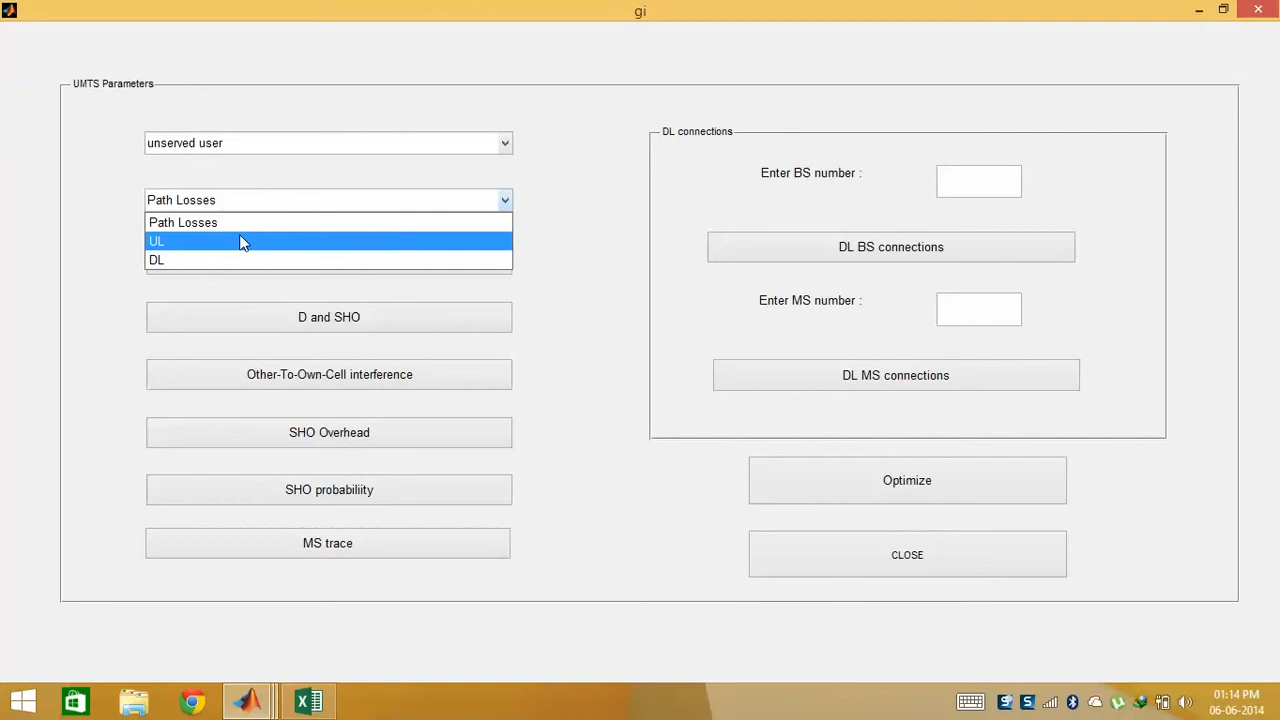 gi
UMTS Parameters
unserved user
Path Losses
Path Losses
UL
DL
D and SHO
Other-To-Own-Cell interference
SHO Overhead
SHO probabiliity
MS trace
DL connections
Enter BS number :
DL BS connections
Enter MS number :
DL MS connections
Optimize
CLOSE
01:14 PM
06-06-2014